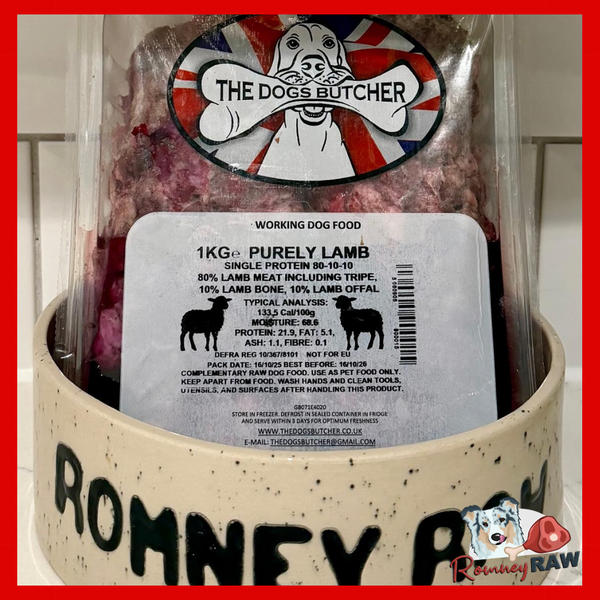 THE DOGS BUTCHER
WORKING DOG FOOD
1KG℮ PURELY LAMB
SINGLE PROTEIN 80-10-10
80% LAMB MEAT INCLUDING TRIPE,
10% LAMB BONE, 10% LAMB OFFAL
TYPICAL ANALYSIS:
133.5 Cal/100g
MOISTURE: 68.6
PROTEIN: 21.9, FAT: 5.1,
ASH: 1.1, FIBRE: 0.1
DEFRA REG 10/367/8101 NOT FOR EU
PACK DATE: 16/10/25 BEST BEFORE: 16/10/26
COMPLEMENTARY RAW DOG FOOD. USE AS PET FOOD ONLY.
KEEP APART FROM FOOD. WASH HANDS AND CLEAN TOOLS,
UTENSILS, AND SURFACES AFTER HANDLING THIS PRODUCT.
GB071E4020
STORE IN FREEZER. DEFROST IN SEALED CONTAINER IN FRIDGE
AND SERVE WITHIN 3 DAYS FOR OPTIMUM FRESHNESS
WWW.THEDOGSBUTCHER.CO.UK
E-MAIL: THEDOGSBUTCHER@GMAIL.COM
ROMNEY
Romney RAW